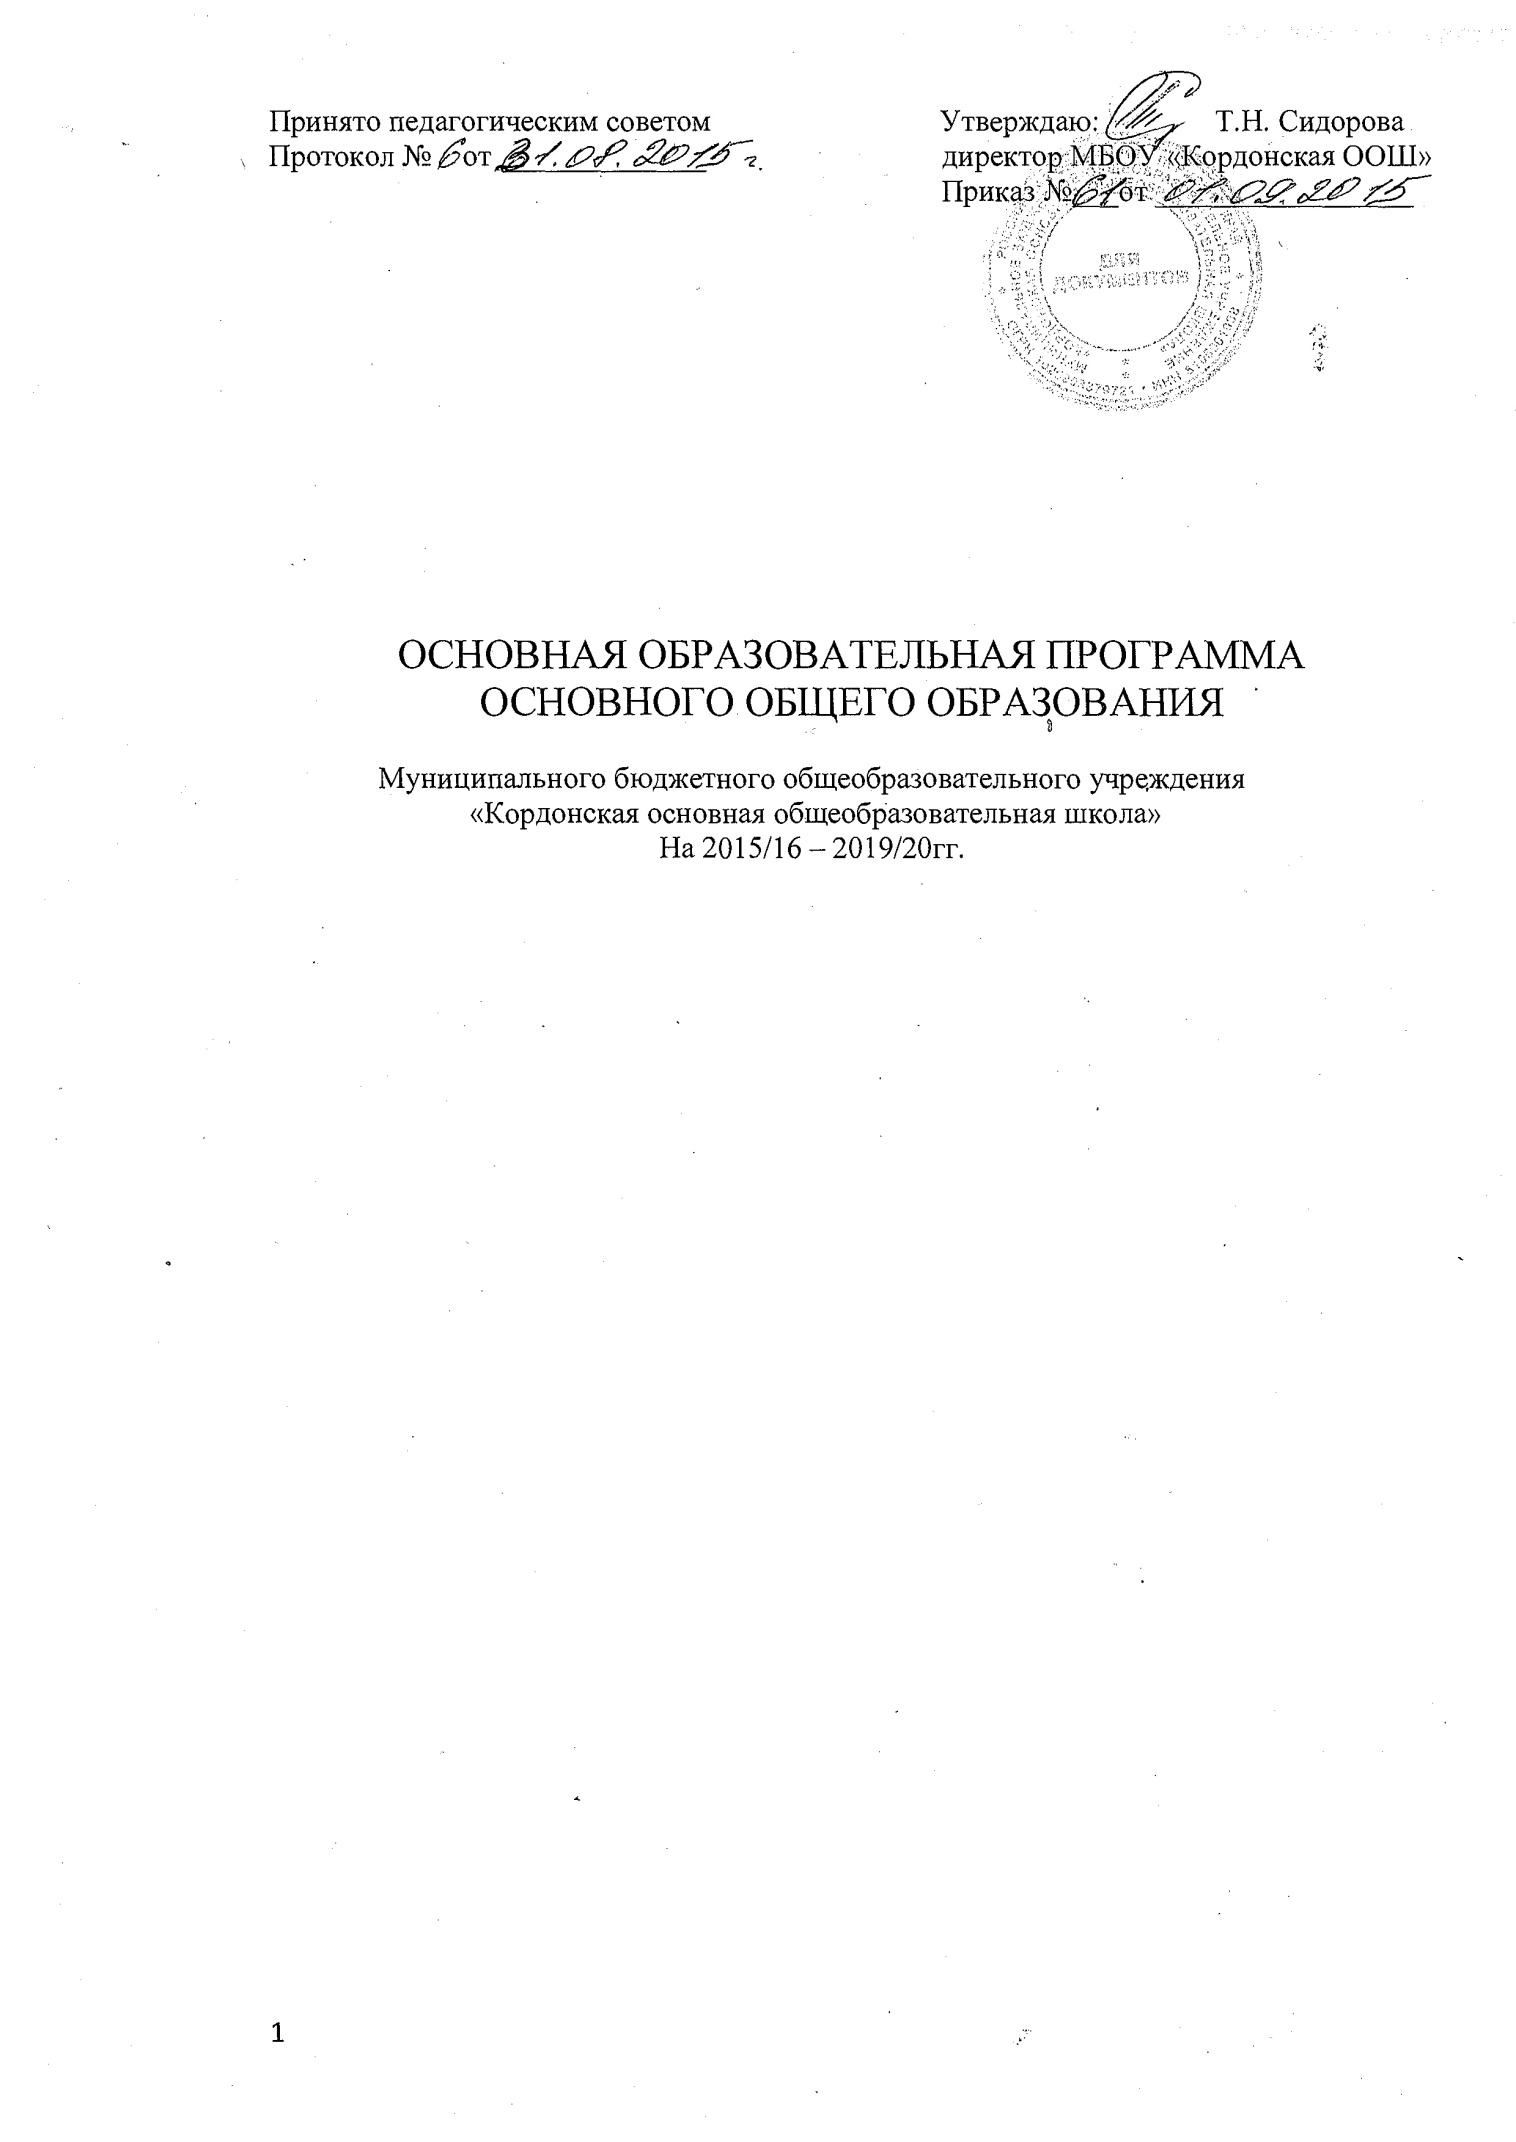 Принято педагогическим советом
Протокол № 6 от 31.08.2015 г.
Утверждаю: Т.Н. Сидорова
директор МБОУ «Кордонская ООШ»
Приказ № 61 от 01.09.2015
ДЛЯ
ДОКУМЕНТОВ
ОСНОВНАЯ ОБРАЗОВАТЕЛЬНАЯ ПРОГРАММА
ОСНОВНОГО ОБЩЕГО ОБРАЗОВАНИЯ
Муниципального бюджетного общеобразовательного учреждения
«Кордонская основная общеобразовательная школа»
На 2015/16 – 2019/20гг.
1